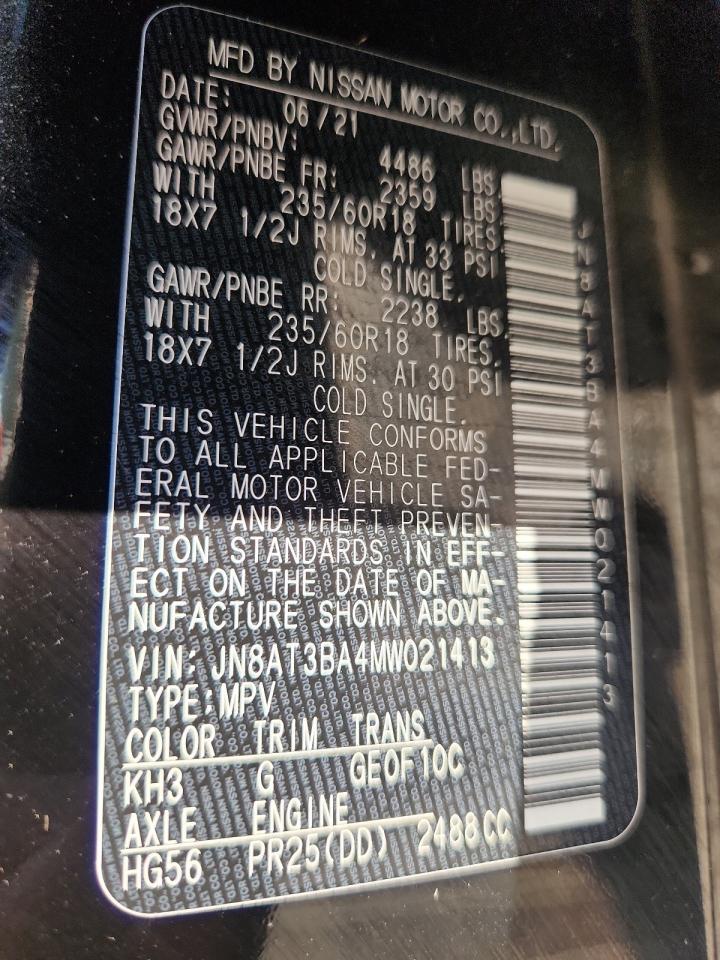 MFD BY NISSAN MOTOR CO.,LTD.
DATE: 06/21
GVWR/PNBV: 4486 LBS
GAWR/PNBE FR: 2359 LBS
WITH 235/60R18 TIRES,
18X7 1/2J RIMS. AT 33 PSI
COLD SINGLE.
GAWR/PNBE RR: 2238 LBS,
WITH 235/60R18 TIRES,
18X7 1/2J RIMS. AT 30 PSI
COLD SINGLE.
THIS VEHICLE CONFORMS
TO ALL APPLICABLE FED-
ERAL MOTOR VEHICLE SA-
FETY AND THEFT PREVEN-
TION STANDARDS IN EFF-
ECT ON THE DATE OF MA-
NUFACTURE SHOWN ABOVE.
VIN: JN8AT3BA4MW021413
TYPE:MPV
COLOR TRIM TRANS
KH3 G GE0F10C
AXLE ENGINE
HG56 PR25(DD) 2488CC
JN8AT3BA4MW021413